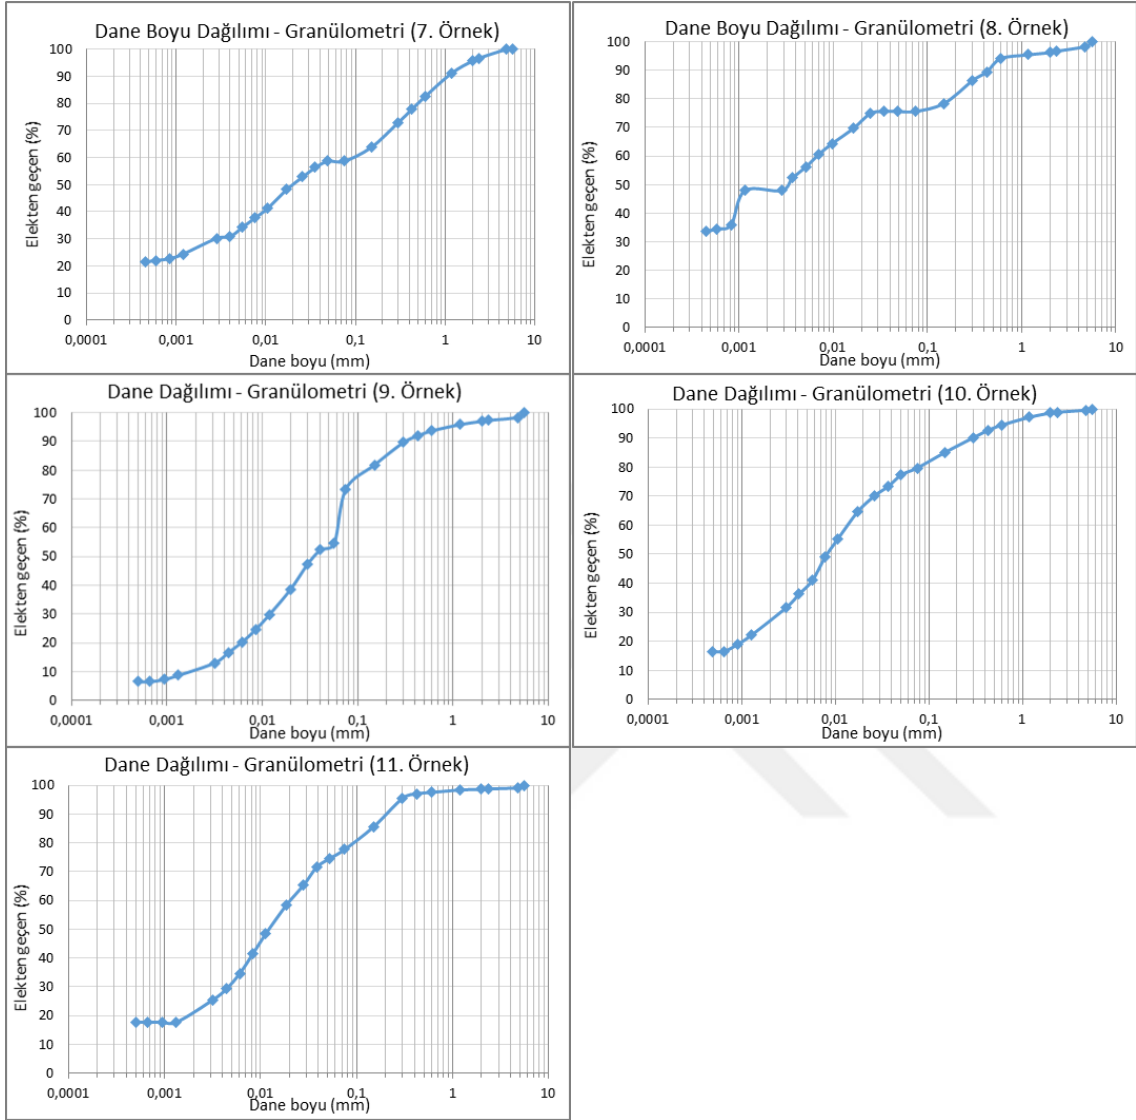 Dane Boyu Dağılımı - Granülometri (7. Örnek)
Elekten geçen (%)
100
90
80
70
60
50
40
30
20
10
0
0,0001 0,001 0,01 0,1 1 10
Dane boyu (mm)
Dane Boyu Dağılımı - Granülometri (8. Örnek)
Elekten geçen (%)
100
90
80
70
60
50
40
30
20
10
0
0,0001 0,001 0,01 0,1 1 10
Dane boyu (mm)
Dane Dağılımı - Granülometri (9. Örnek)
Elekten geçen (%)
100
90
80
70
60
50
40
30
20
10
0
0,0001 0,001 0,01 0,1 1 10
Dane boyu (mm)
Dane Dağılımı - Granülometri (10. Örnek)
Elekten geçen (%)
100
90
80
70
60
50
40
30
20
10
0
0,0001 0,001 0,01 0,1 1 10
Dane boyu (mm)
Dane Dağılımı - Granülometri (11. Örnek)
Elekten geçen (%)
100
90
80
70
60
50
40
30
20
10
0
0,0001 0,001 0,01 0,1 1 10
Dane boyu (mm)